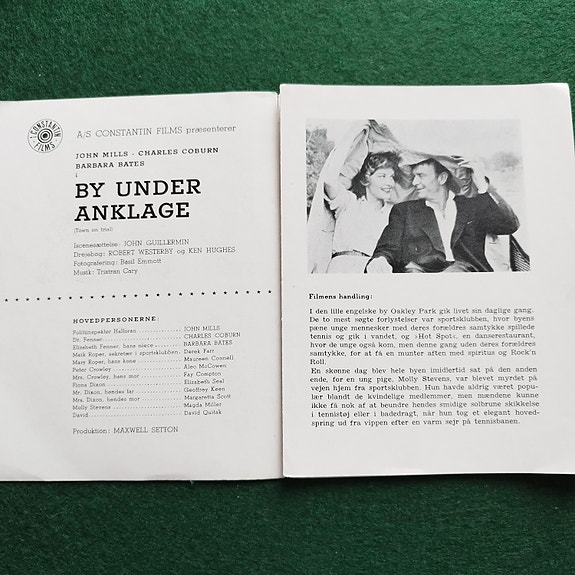 CONSTANTIN
FILMS
A/S CONSTANTIN FILMS præsenterer
JOHN MILLS - CHARLES COBURN
BARBARA BATES
i
BY UNDER
ANKLAGE
(Town on trial)
Iscenesættelse: JOHN GUILLERMIN
Drejebog: ROBERT WESTERBY og KEN HUGHES
Fotografering: Basil Emmott
Musik: Tristran Cary
HOVEDPERSONERNE:
Politiinspektør Halloran JOHN MILLS
Dr. Fenner CHARLES COBURN
Elizabeth Fenner, hans niece BARBARA BATES
Mark Roper, sekretær i sportsklubben Derek Farr
Mary Roper, hans kone Maureen Connell
Peter Crowley Alec McCowen
Mrs. Crowley, hans mor Fay Compton
Fiona Dixon Elizabeth Seal
Mr. Dixon, hendes far Geoffrey Keen
Mrs. Dixon, hendes mor Margaretta Scott
Molly Stevens Magda Miller
David David Quitak
Produktion: MAXWELL SETTON
Filmens handling:
I den lille engelske by Oakley Park gik livet sin daglige gang.
De to mest søgte forlystelser var sportsklubben, hvor byens
pæne unge mennesker med deres forældres samtykke spillede
tennis og gik i vandet, og »Hot Spot«, en danserestaurant,
hvor de unge også kom, men denne gang uden deres forældres
samtykke, for at få en munter aften med spiritus og Rock'n
Roll.
En skønne dag blev hele byen imidlertid sat på den anden
ende, for en ung pige, Molly Stevens, var blevet myrdet på
vejen hjem fra sportsklubben. Hun havde aldrig været popu-
lær blandt de kvindelige medlemmer, men mændene kunne
ikke få nok af at beundre hendes smidige solbrune skikkelse
i tennistøj eller i badedragt, når hun tog et elegant hoved-
spring ud fra vippen efter en varm sejr på tennisbanen.